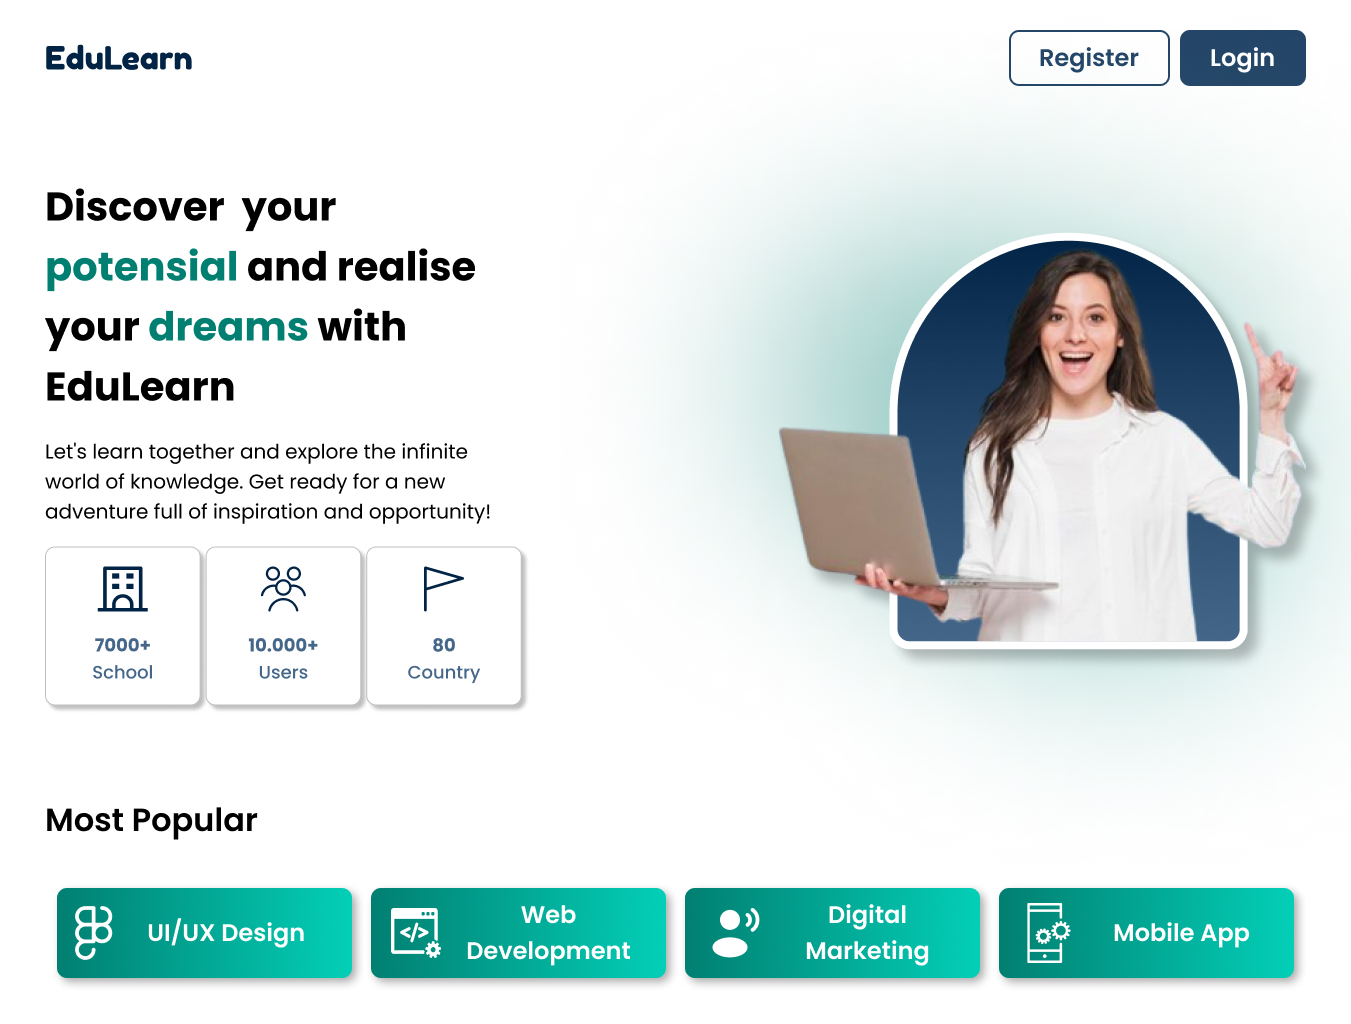 EduLearn
Register
Login
Discover your
potensial and realise
your dreams with
EduLearn
Let's learn together and explore the infinite
world of knowledge. Get ready for a new
adventure full of inspiration and opportunity!
7000+
School
10.000+
Users
80
Country
Most Popular
UI/UX Design
</>
Web
Development
Digital
Marketing
Mobile App